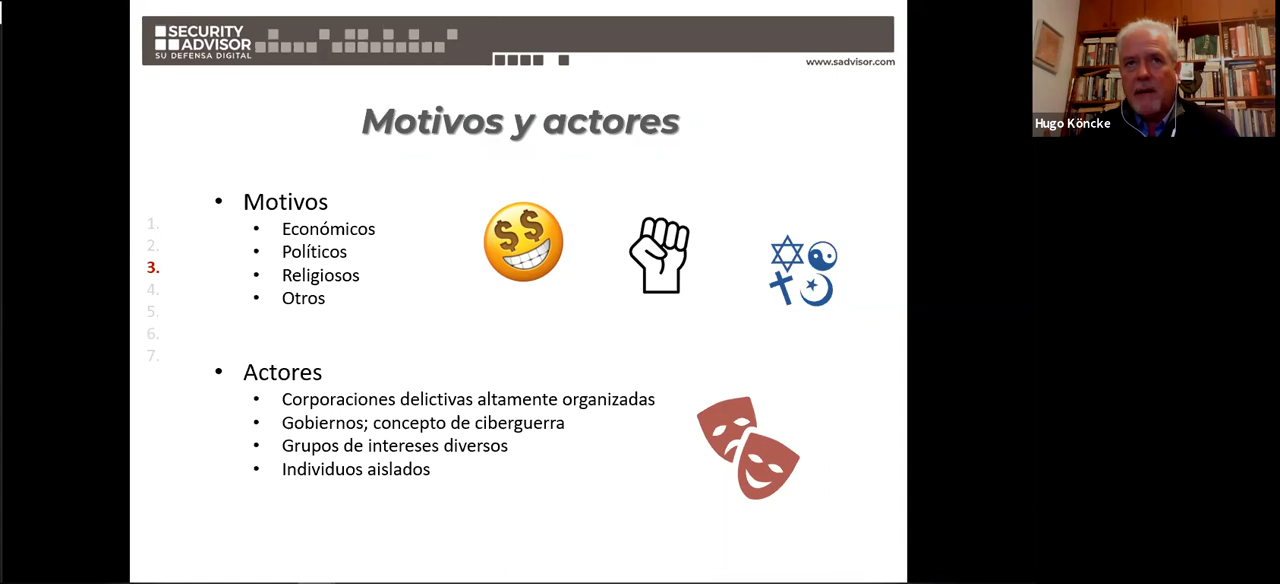 SECURITY
ADVISOR
SU DEFENSA DIGITAL
www.sadvisor.com
Motivos y actores
• Motivos
• Económicos
• Políticos
• Religiosos
• Otros
1.
2.
3.
4.
5.
6.
7.
• Actores
• Corporaciones delictivas altamente organizadas
• Gobiernos; concepto de ciberguerra
• Grupos de intereses diversos
• Individuos aislados
Hugo Köncke